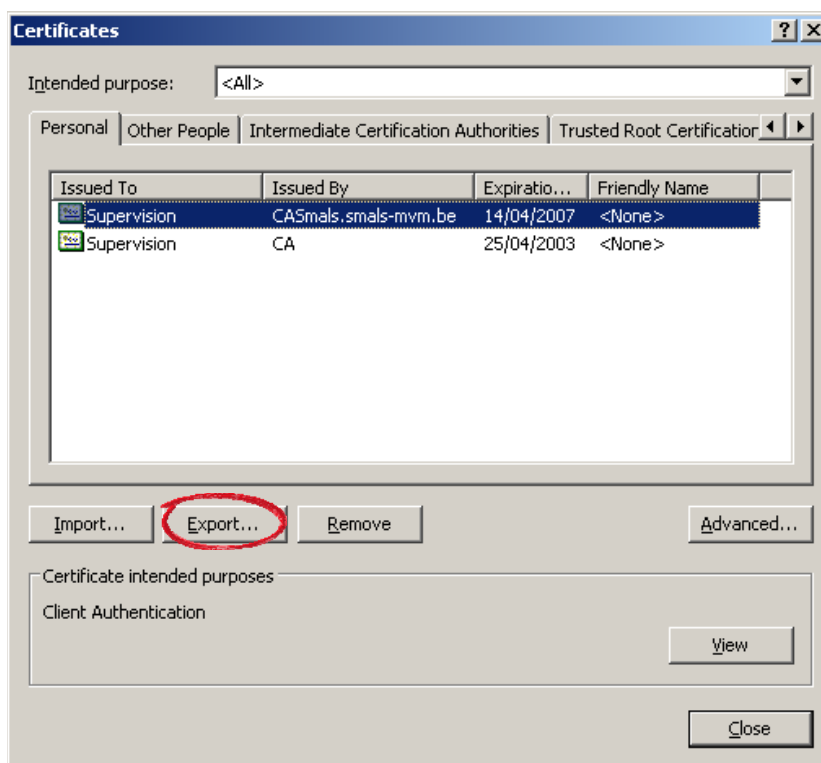 Certificates
Intended purpose: <All>
Personal Other People Intermediate Certification Authorities Trusted Root Certification
Issued To Issued By Expiratio... Friendly Name
Supervision CASmals.smals-mvm.be 14/04/2007 <None>
Supervision CA 25/04/2003 <None>
Import... Export... Remove Advanced...
Certificate intended purposes
Client Authentication
View
Close